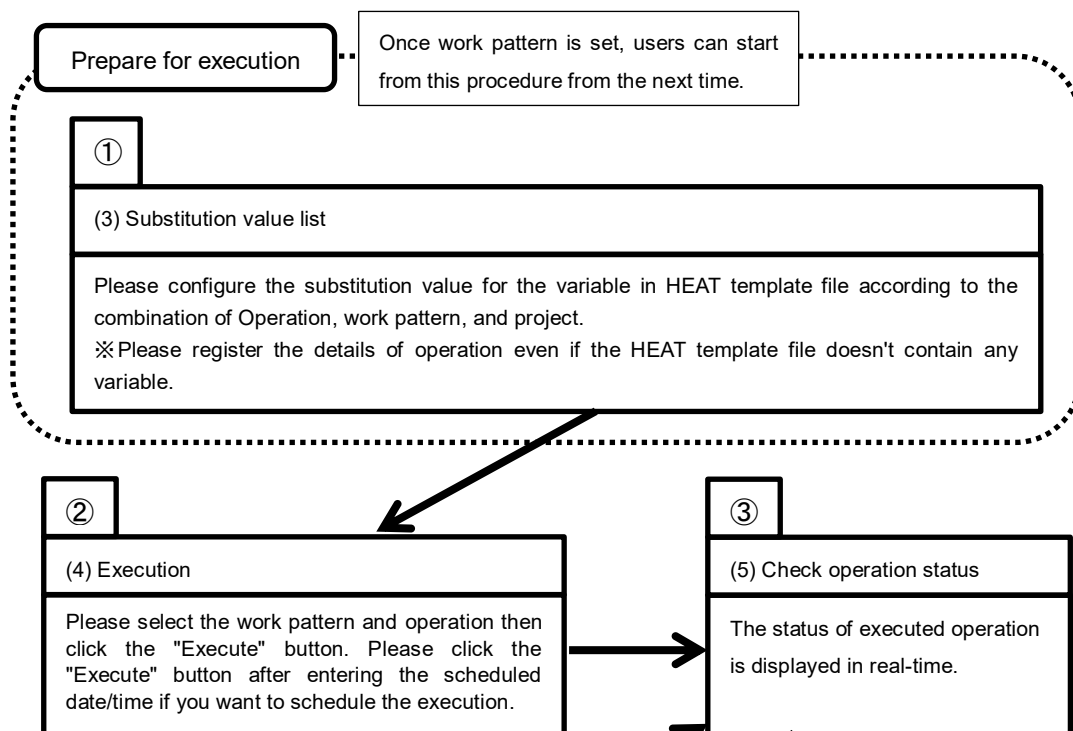 Prepare for execution
Once work pattern is set, users can start
from this procedure from the next time.
①
(3) Substitution value list
Please configure the substitution value for the variable in HEAT template file according to the
combination of Operation, work pattern, and project.
※Please register the details of operation even if the HEAT template file doesn't contain any
variable.
②
(4) Execution
Please select the work pattern and operation then
click the "Execute" button. Please click the
"Execute" button after entering the scheduled
date/time if you want to schedule the execution.
③
(5) Check operation status
The status of executed operation
is displayed in real-time.